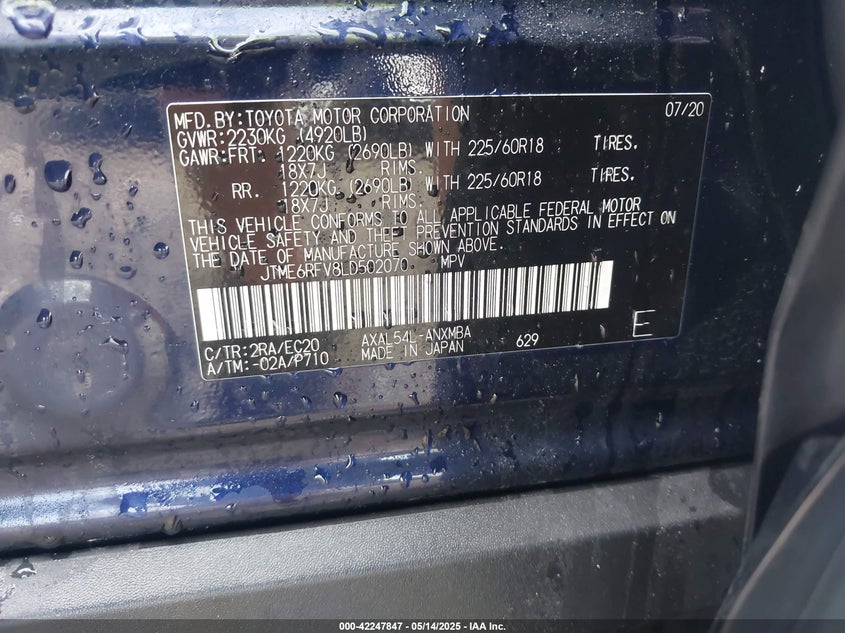 MFD.BY:TOYOTA MOTOR CORPORATION 07/20
GVWR:2230KG (4920LB)
GAWR:FRT. 1220KG (2690LB) WITH 225/60R18 TIRES.
18X7J RIMS.
RR. 1220KG (2690LB) WITH 225/60R18 TIRES.
18X7J RIMS.
THIS VEHICLE CONFORMS TO ALL APPLICABLE FEDERAL MOTOR
VEHICLE SAFETY AND THEFT PREVENTION STANDARDS IN EFFECT ON
THE DATE OF MANUFACTURE SHOWN ABOVE.
JTME6RFV8LD502070 MPV
C/TR:2RA/EC20 AXAL54L-ANXMBA
A/TM:-02A/P710 MADE IN JAPAN 629 E
000-42247847 - 05/14/2025 - IAA Inc.